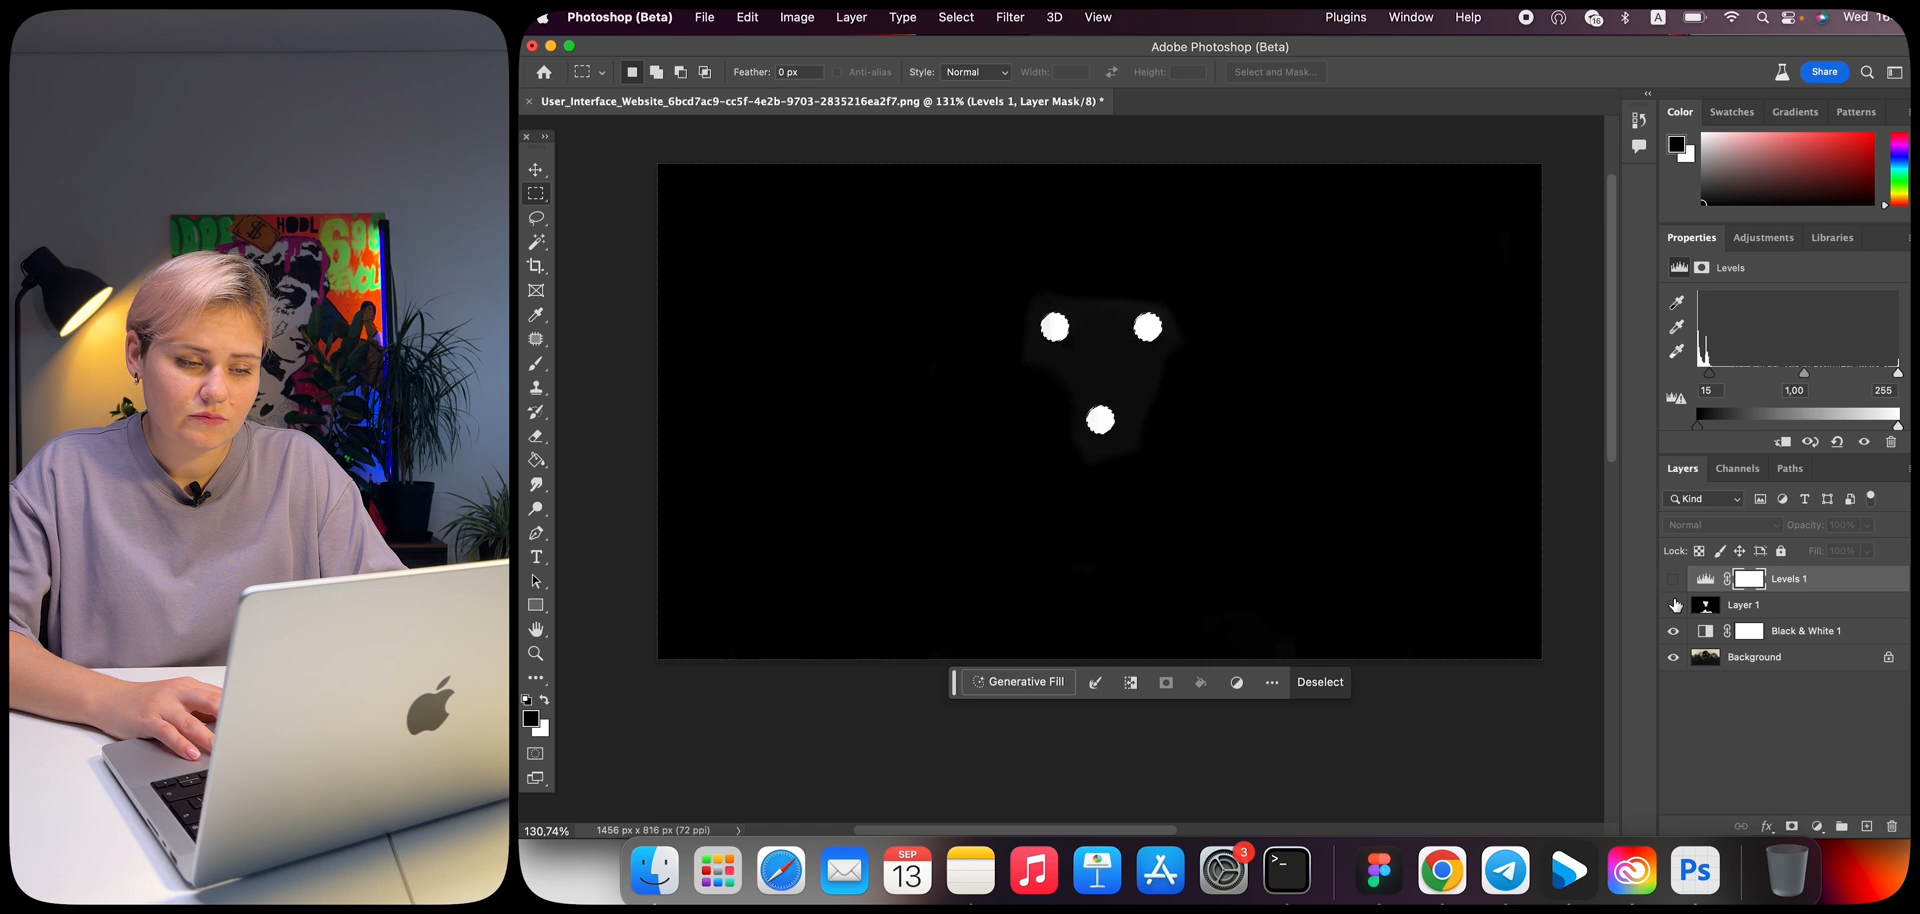 Photoshop (Beta) File Edit Image Layer Type Select Filter 3D View Plugins Window Help 16 A Wed 16
Adobe Photoshop (Beta)
Feather: 0 px Anti-alias Style: Normal Width: Height: Select and Mask... Share
User_Interface_Website_6bcd7ac9-cc5f-4e2b-9703-2835216ea2f7.png @ 131% (Levels 1, Layer Mask/8) *
Color Swatches Gradients Patterns
Properties Adjustments Libraries
Levels
15 1,00 255
Layers Channels Paths
Kind
Normal Opacity: 100%
Lock: Fill: 100%
Levels 1
Layer 1
Black & White 1
Background
Generative Fill Deselect
130,74% 1456 px x 816 px (72 ppi)
SEP
13
3
Ps
HODL
$